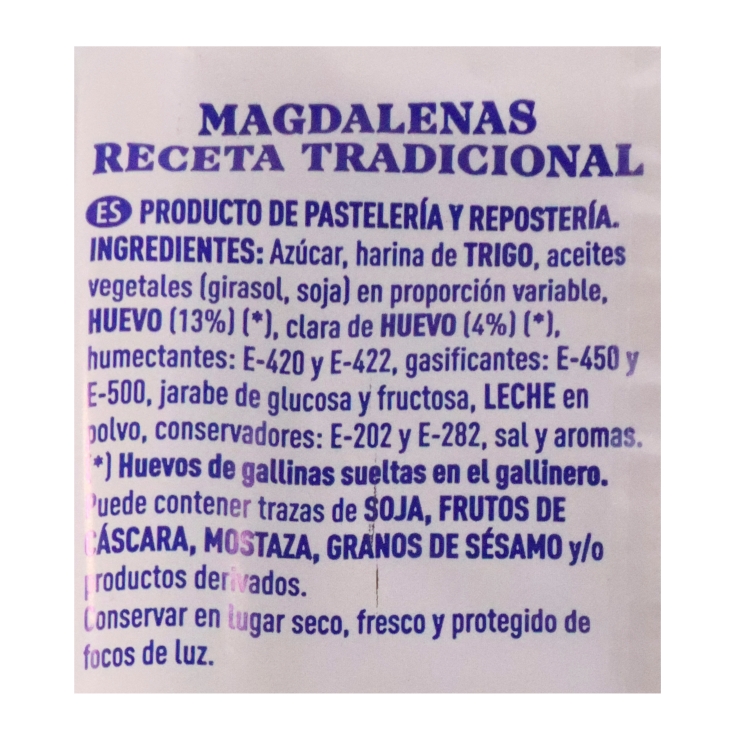 MAGDALENAS
RECETA TRADICIONAL
ES PRODUCTO DE PASTELERÍA Y REPOSTERÍA.
INGREDIENTES: Azúcar, harina de TRIGO, aceites
vegetales (girasol, soja) en proporción variable,
HUEVO (13%) (*), clara de HUEVO (4%) (*),
humectantes: E-420 y E-422, gasificantes: E-450 y
E-500, jarabe de glucosa y fructosa, LECHE en
polvo, conservadores: E-202 y E-282, sal y aromas.
(*) Huevos de gallinas sueltas en el gallinero.
Puede contener trazas de SOJA, FRUTOS DE
CÁSCARA, MOSTAZA, GRANOS DE SÉSAMO y/o
productos derivados.
Conservar en lugar seco, fresco y protegido de
focos de luz.